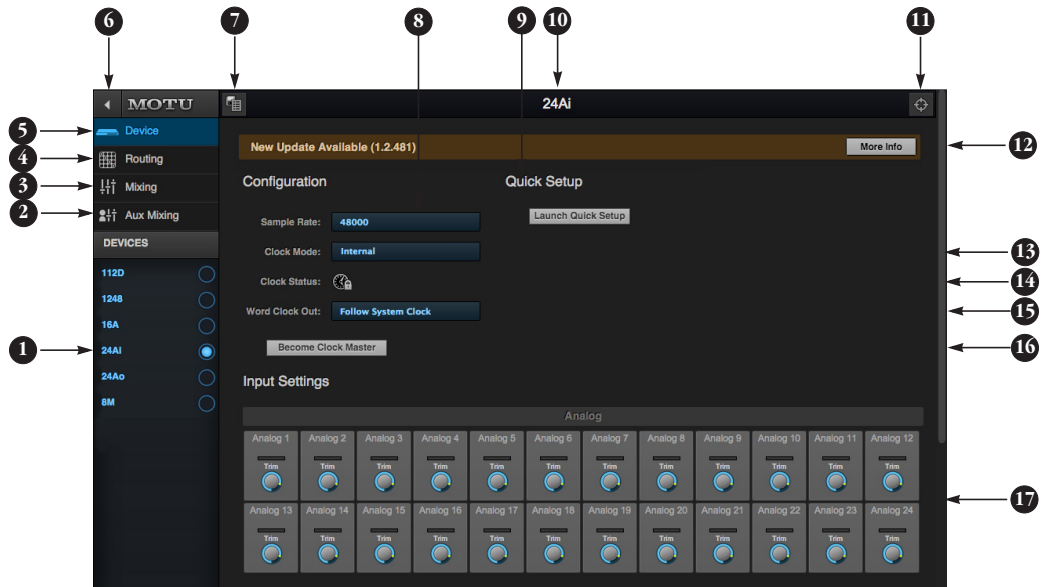 6 7 8 9 10 11
MOTU 24Ai
5 Device
New Update Available (1.2.481) More Info 12
4 Routing
3 Mixing
2 Aux Mixing
DEVICES
112D
1248
16A
1 24AI
24Ao
8M
Configuration
Sample Rate: 48000
Clock Mode: Internal 13
Clock Status: 14
Word Clock Out: Follow System Clock 15
Become Clock Master 16
Quick Setup
Launch Quick Setup
Input Settings
Analog
Analog 1 Analog 2 Analog 3 Analog 4 Analog 5 Analog 6 Analog 7 Analog 8 Analog 9 Analog 10 Analog 11 Analog 12
Trim Trim Trim Trim Trim Trim Trim Trim Trim Trim Trim Trim
17
Analog 13 Analog 14 Analog 15 Analog 16 Analog 17 Analog 18 Analog 19 Analog 20 Analog 21 Analog 22 Analog 23 Analog 24
Trim Trim Trim Trim Trim Trim Trim Trim Trim Trim Trim Trim